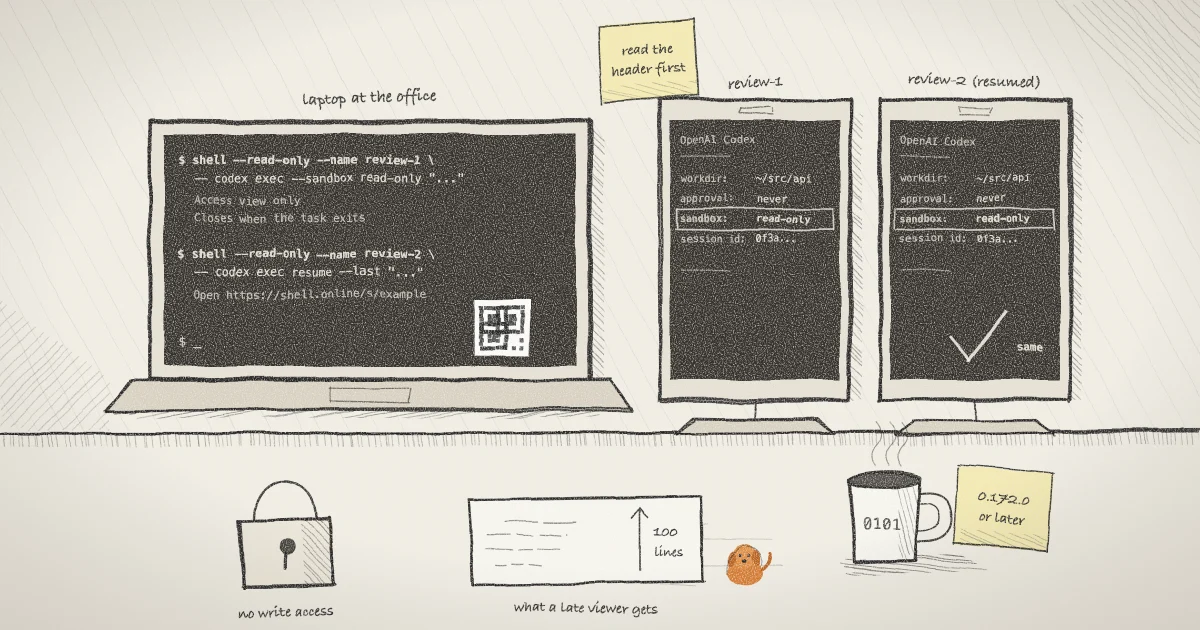 read the
header first
laptop at the office
$ shell --read-only --name review-1 \
-- codex exec --sandbox read-only "..."
Access view only
Closes when the task exits
$ shell --read-only --name review-2 \
-- codex exec resume --last "..."
Open https://shell.online/s/example
$ _
review-1
OpenAI Codex
workdir: ~/src/api
approval: never
sandbox: read-only
session id: 0f3a...
review-2 (resumed)
OpenAI Codex
workdir: ~/src/api
approval: never
sandbox: read-only
session id: 0f3a...
same
no write access
100
lines
what a late viewer gets
0101
0.172.0
or later